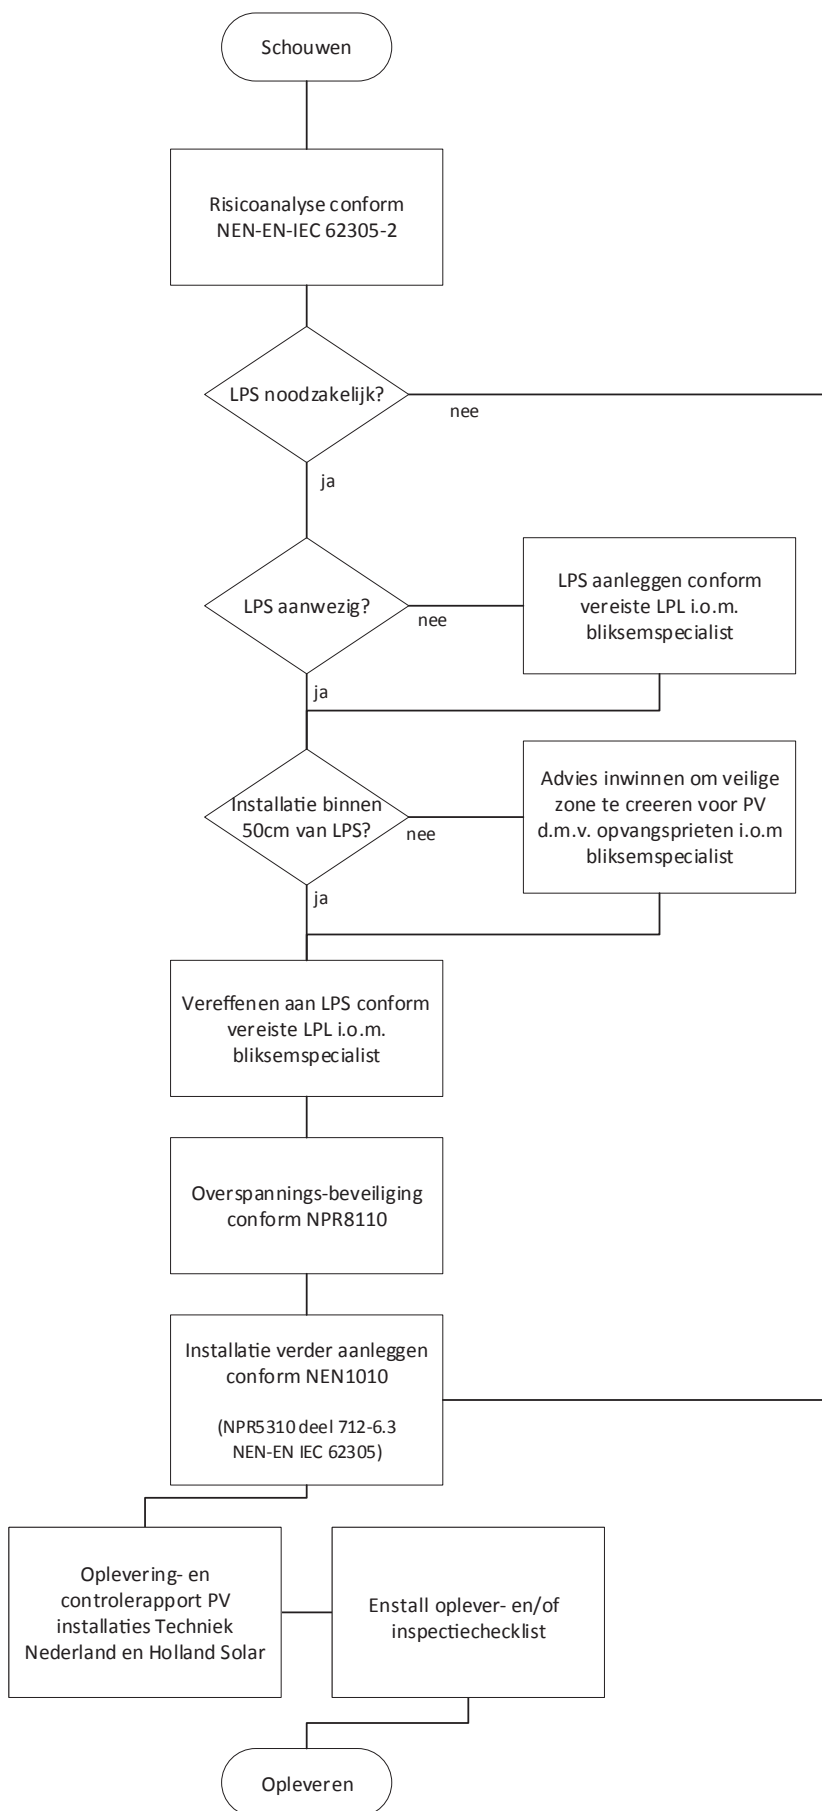 Schouwen
Risicoanalyse conform
NEN-EN-IEC 62305-2
LPS noodzakelijk?
nee
ja
LPS aanwezig?
nee
LPS aanleggen conform
vereiste LPL i.o.m.
bliksemspecialist
ja
Installatie binnen
50cm van LPS?
nee
Advies inwinnen om veilige
zone te creeren voor PV
d.m.v. opvangsprieten i.o.m
bliksemspecialist
ja
Vereffenen aan LPS conform
vereiste LPL i.o.m.
bliksemspecialist
Overspannings-beveiliging
conform NPR8110
Installatie verder aanleggen
conform NEN1010
(NPR5310 deel 712-6.3
NEN-EN IEC 62305)
Oplevering- en
controlerapport PV
installaties Techniek
Nederland en Holland Solar
Enstall oplever- en/of
inspectiechecklist
Opleveren